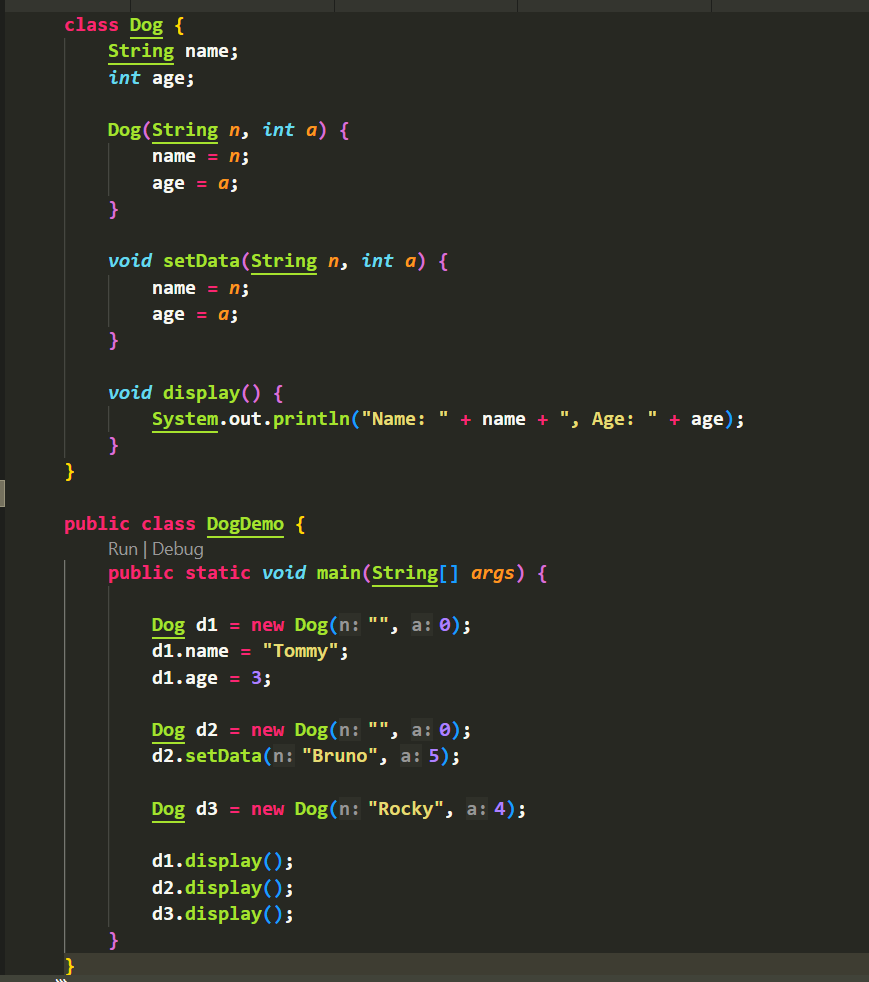 class Dog {
    String name;
    int age;

    Dog(String n, int a) {
        name = n;
        age = a;
    }

    void setData(String n, int a) {
        name = n;
        age = a;
    }

    void display() {
        System.out.println("Name: " + name + ", Age: " + age);
    }
}

public class DogDemo {
    Run | Debug
    public static void main(String[] args) {

        Dog d1 = new Dog(n: "", a: 0);
        d1.name = "Tommy";
        d1.age = 3;

        Dog d2 = new Dog(n: "", a: 0);
        d2.setData(n: "Bruno", a: 5);

        Dog d3 = new Dog(n: "Rocky", a: 4);

        d1.display();
        d2.display();
        d3.display();
    }
}